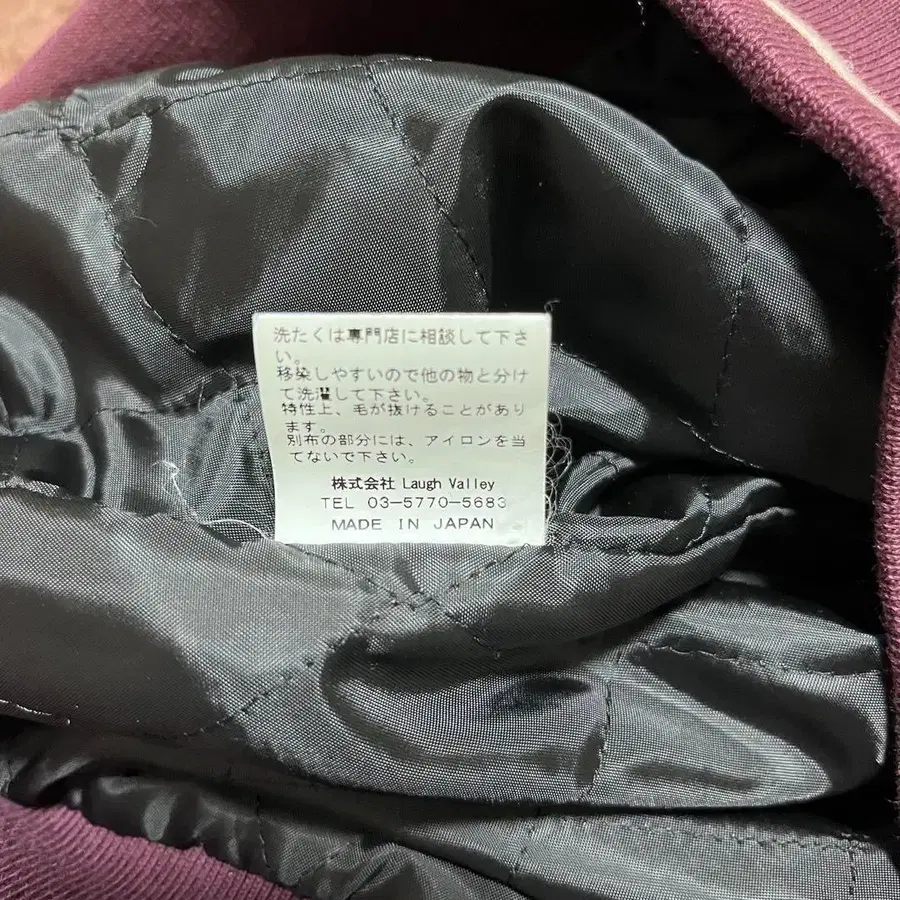 洗たくは専門店に相談して下さ
い。
移染しやすいので他の物と分け
て洗濯して下さい。
特性上、毛が抜けることがあり
ます。
別布の部分には、アイロンを当
てないで下さい。
株式会社 Laugh Valley
TEL 03-5770-5683
MADE IN JAPAN